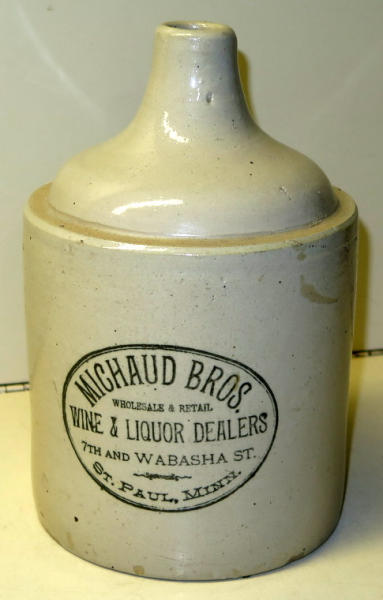 MICHAUD BROS.
WHOLESALE & RETAIL
WINE & LIQUOR DEALERS
7TH AND WABASHA ST.
ST. PAUL, MINN.